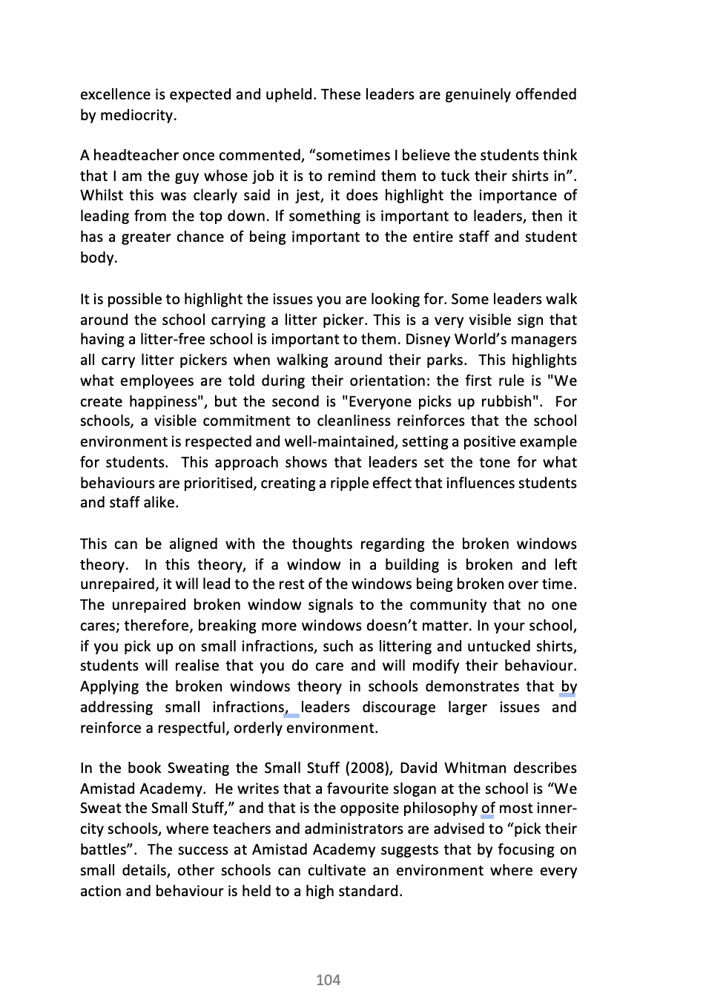 excellence is expected and upheld. These leaders are genuinely offended
by mediocrity.
A headteacher once commented, “sometimes I believe the students think
that I am the guy whose job it is to remind them to tuck their shirts in”.
Whilst this was clearly said in jest, it does highlight the importance of
leading from the top down. If something is important to leaders, then it
has a greater chance of being important to the entire staff and student
body.
It is possible to highlight the issues you are looking for. Some leaders walk
around the school carrying a litter picker. This is a very visible sign that
having a litter-free school is important to them. Disney World’s managers
all carry litter pickers when walking around their parks.  This highlights
what employees are told during their orientation: the first rule is "We
create happiness", but the second is "Everyone picks up rubbish".  For
schools, a visible commitment to cleanliness reinforces that the school
environment is respected and well-maintained, setting a positive example
for students.  This approach shows that leaders set the tone for what
behaviours are prioritised, creating a ripple effect that influences students
and staff alike.
This can be aligned with the thoughts regarding the broken windows
theory.  In this theory, if a window in a building is broken and left
unrepaired, it will lead to the rest of the windows being broken over time.
The unrepaired broken window signals to the community that no one
cares; therefore, breaking more windows doesn’t matter. In your school,
if you pick up on small infractions, such as littering and untucked shirts,
students will realise that you do care and will modify their behaviour.
Applying the broken windows theory in schools demonstrates that by
addressing small infractions, leaders discourage larger issues and
reinforce a respectful, orderly environment.
In the book Sweating the Small Stuff (2008), David Whitman describes
Amistad Academy.  He writes that a favourite slogan at the school is “We
Sweat the Small Stuff,” and that is the opposite philosophy of most inner-
city schools, where teachers and administrators are advised to “pick their
battles”.  The success at Amistad Academy suggests that by focusing on
small details, other schools can cultivate an environment where every
action and behaviour is held to a high standard.
104